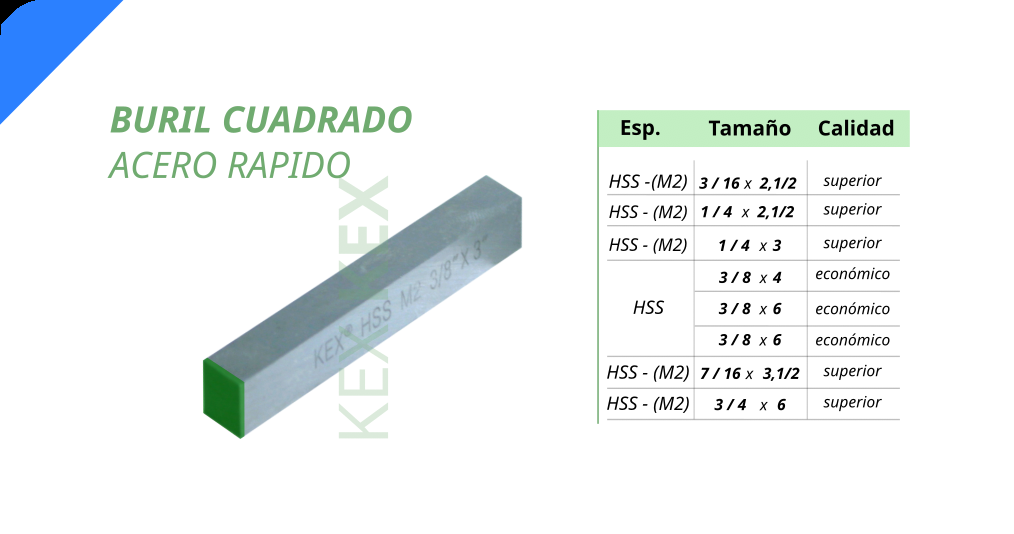 BURIL CUADRADO
ACERO RAPIDO
KEX KEX
KEX® HSS M2 3/8"X 3"
Esp. Tamaño Calidad
HSS -(M2) 3 / 16 x 2,1/2 superior
HSS - (M2) 1 / 4 x 2,1/2 superior
HSS - (M2) 1 / 4 x 3 superior
3 / 8 x 4 económico
HSS 3 / 8 x 6 económico
3 / 8 x 6 económico
HSS - (M2) 7 / 16 x 3,1/2 superior
HSS - (M2) 3 / 4 x 6 superior